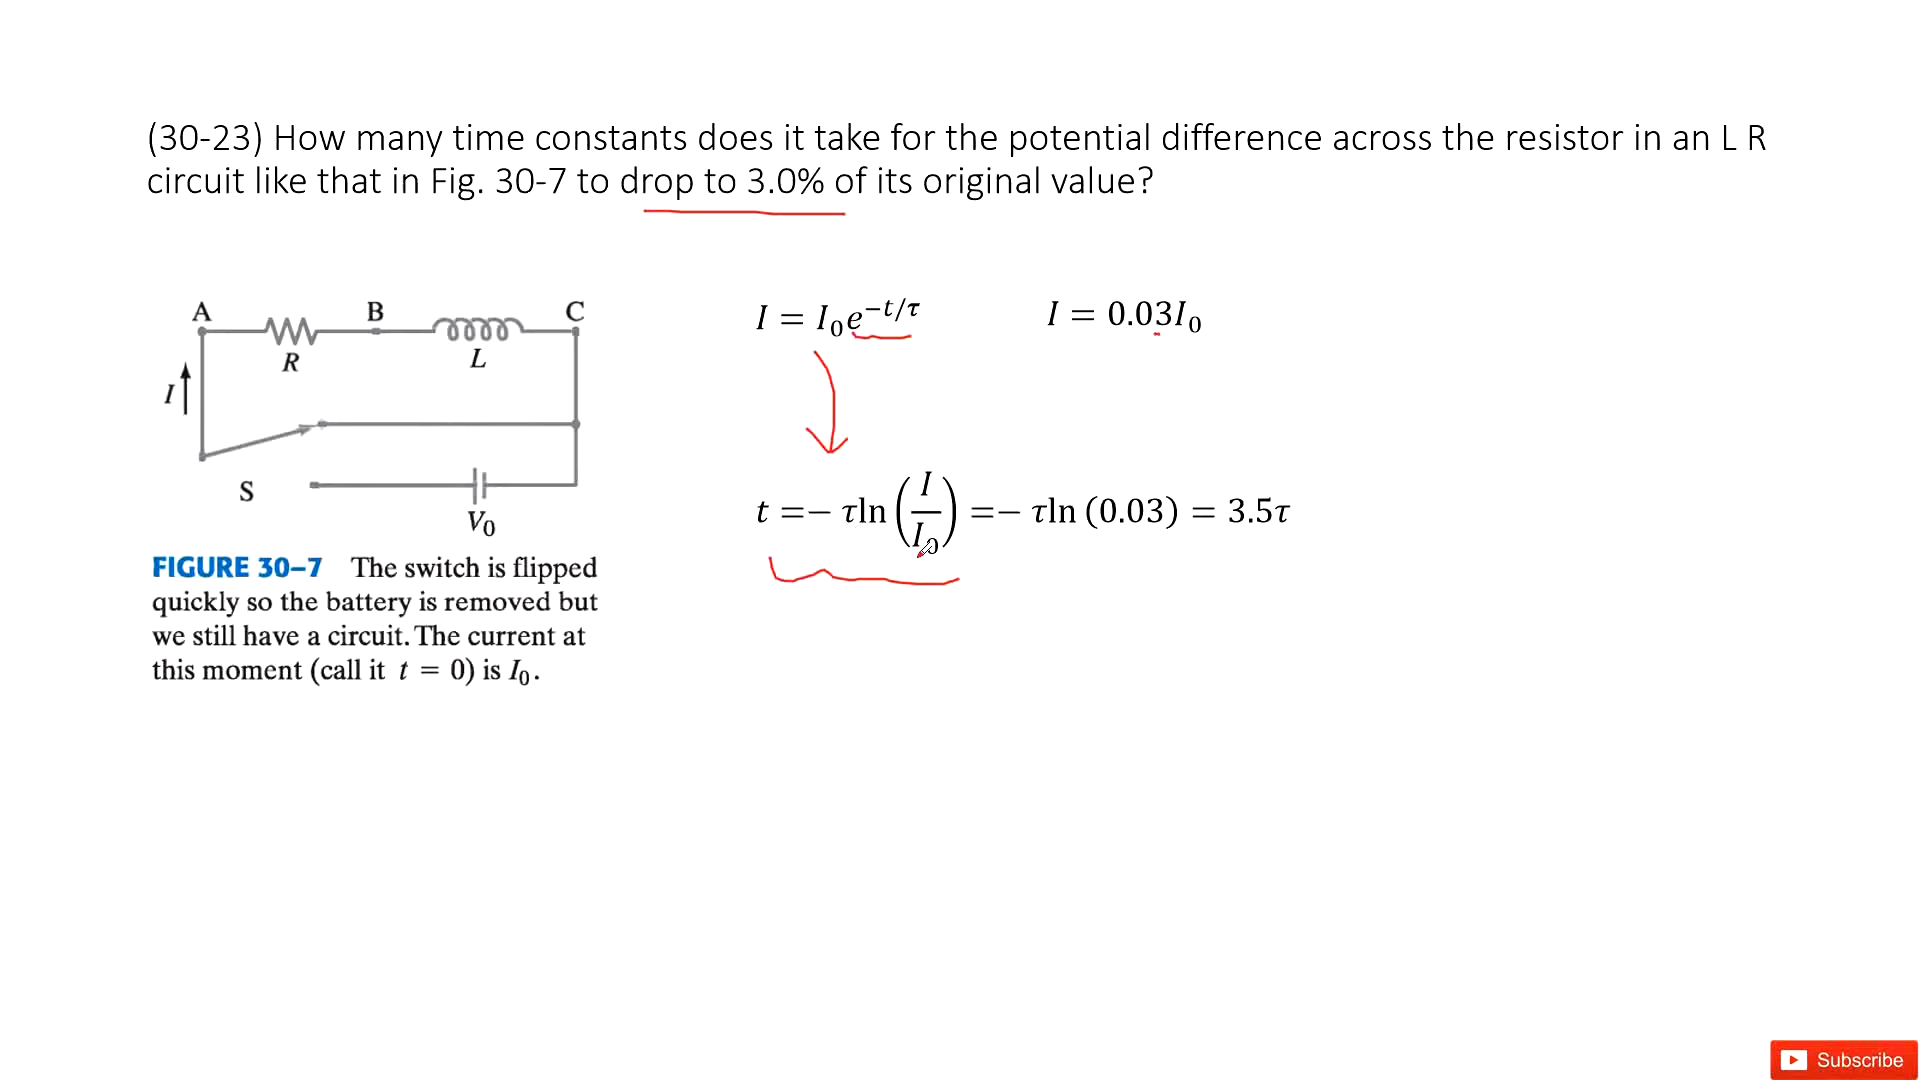 (30-23) How many time constants does it take for the potential difference across the resistor in an L R
circuit like that in Fig. 30-7 to drop to 3.0% of its original value?
A
B
C
R
L
I
S
V₀
I = I₀e^{−t/τ}
I = 0.03I₀
t =− τln(I/I₀) =− τln (0.03) = 3.5τ
FIGURE 30–7 The switch is flipped
quickly so the battery is removed but
we still have a circuit. The current at
this moment (call it t = 0) is I₀.
Subscribe